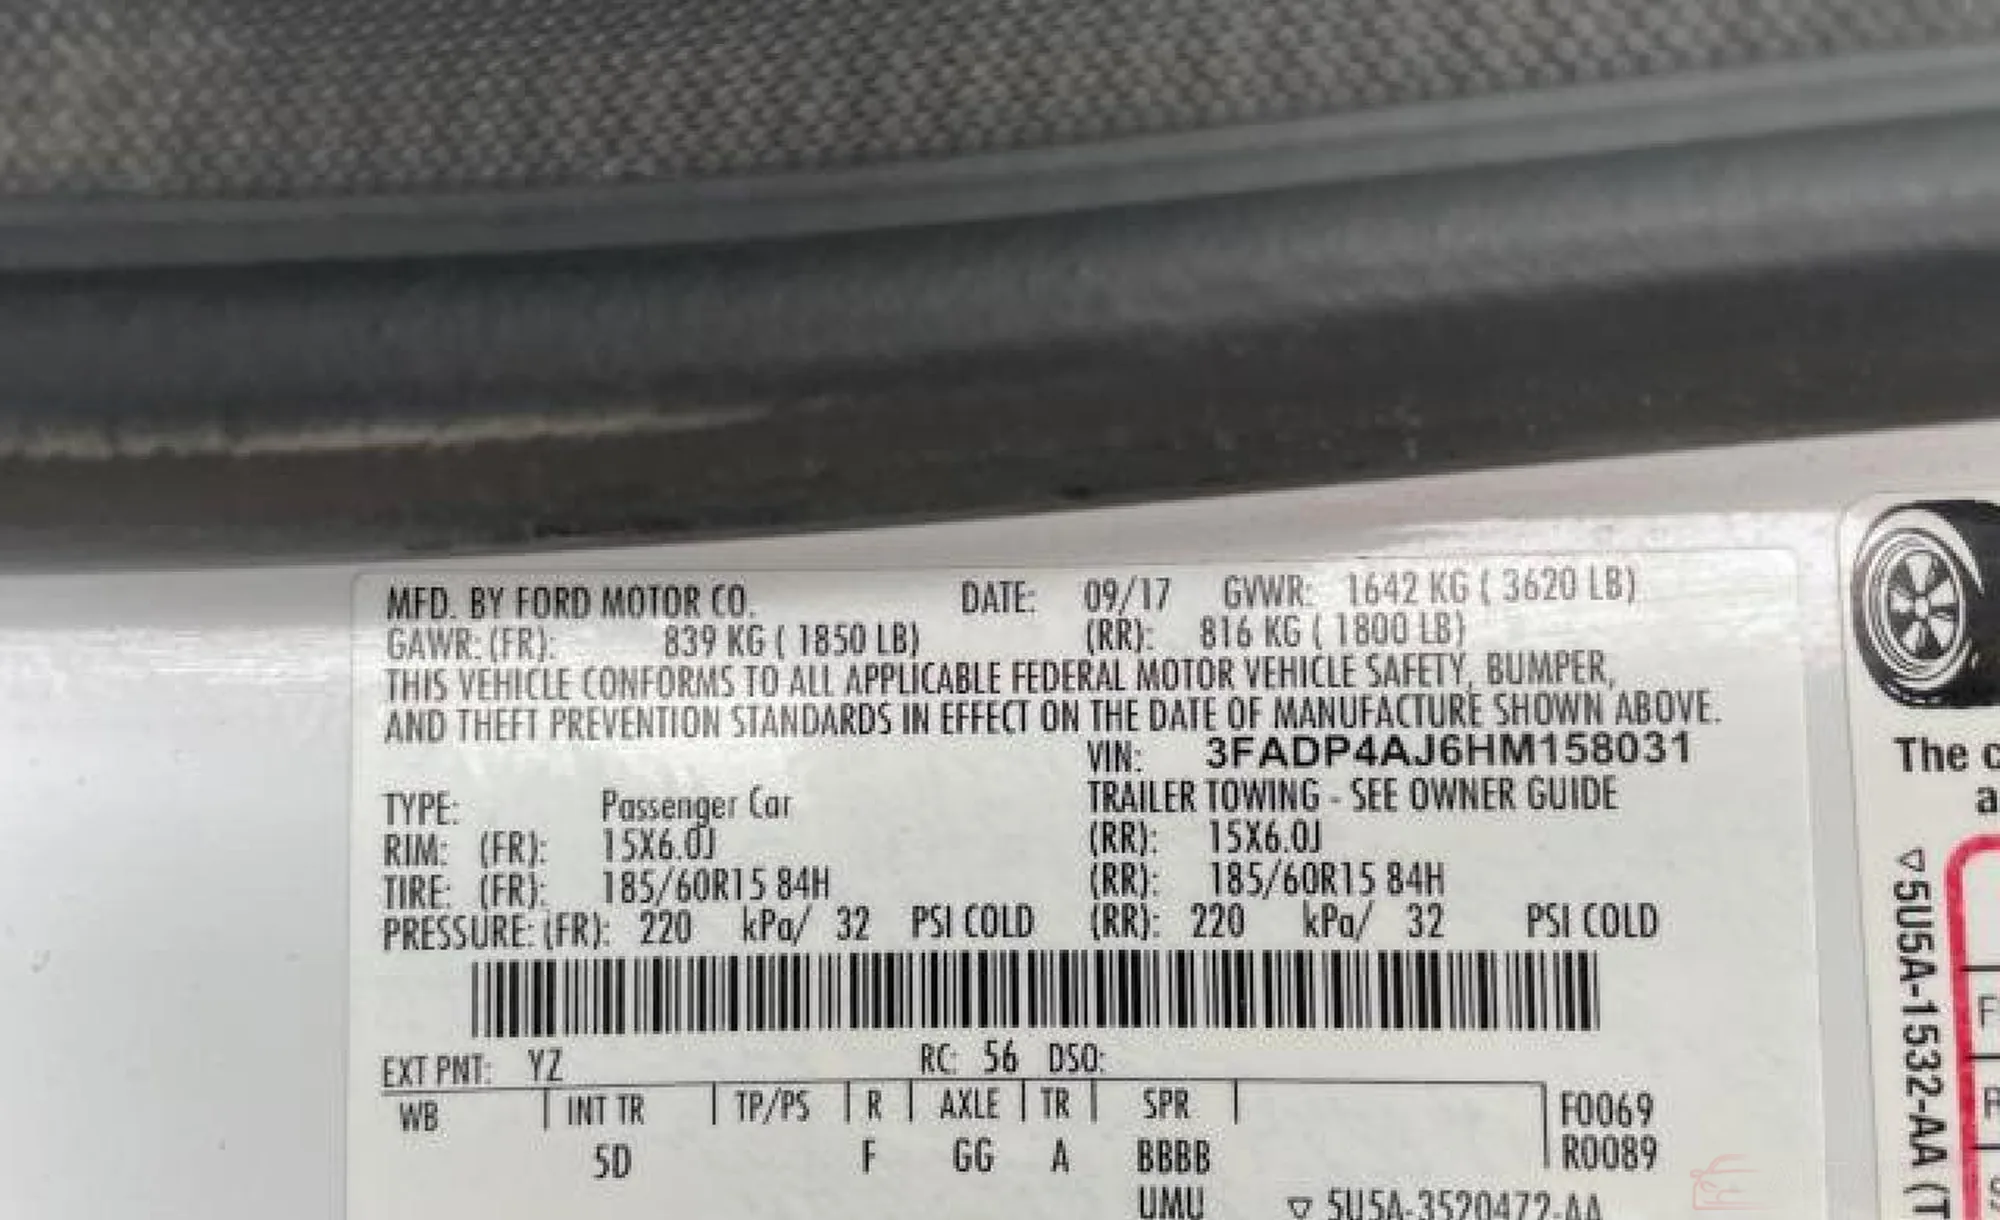 MFD. BY FORD MOTOR CO. DATE: 09/17 GVWR: 1642 KG ( 3620 LB)
GAWR: (FR): 839 KG ( 1850 LB) (RR): 816 KG ( 1800 LB)
THIS VEHICLE CONFORMS TO ALL APPLICABLE FEDERAL MOTOR VEHICLE SAFETY, BUMPER,
AND THEFT PREVENTION STANDARDS IN EFFECT ON THE DATE OF MANUFACTURE SHOWN ABOVE.
VIN: 3FADP4AJ6HM158031
TYPE: Passenger Car TRAILER TOWING - SEE OWNER GUIDE
RIM: (FR): 15X6.0J (RR): 15X6.0J
TIRE: (FR): 185/60R15 84H (RR): 185/60R15 84H
PRESSURE: (FR): 220 kPa/ 32 PSI COLD (RR): 220 kPa/ 32 PSI COLD
EXT PNT: YZ RC: 56 DSO:
WB INT TR TP/PS R AXLE TR SPR F0069
5D F GG A BBBB R0089
UMU ▽ 5U5A-3520472-AA
The
a
▽5U5A-1532-AA (T
F
R
S